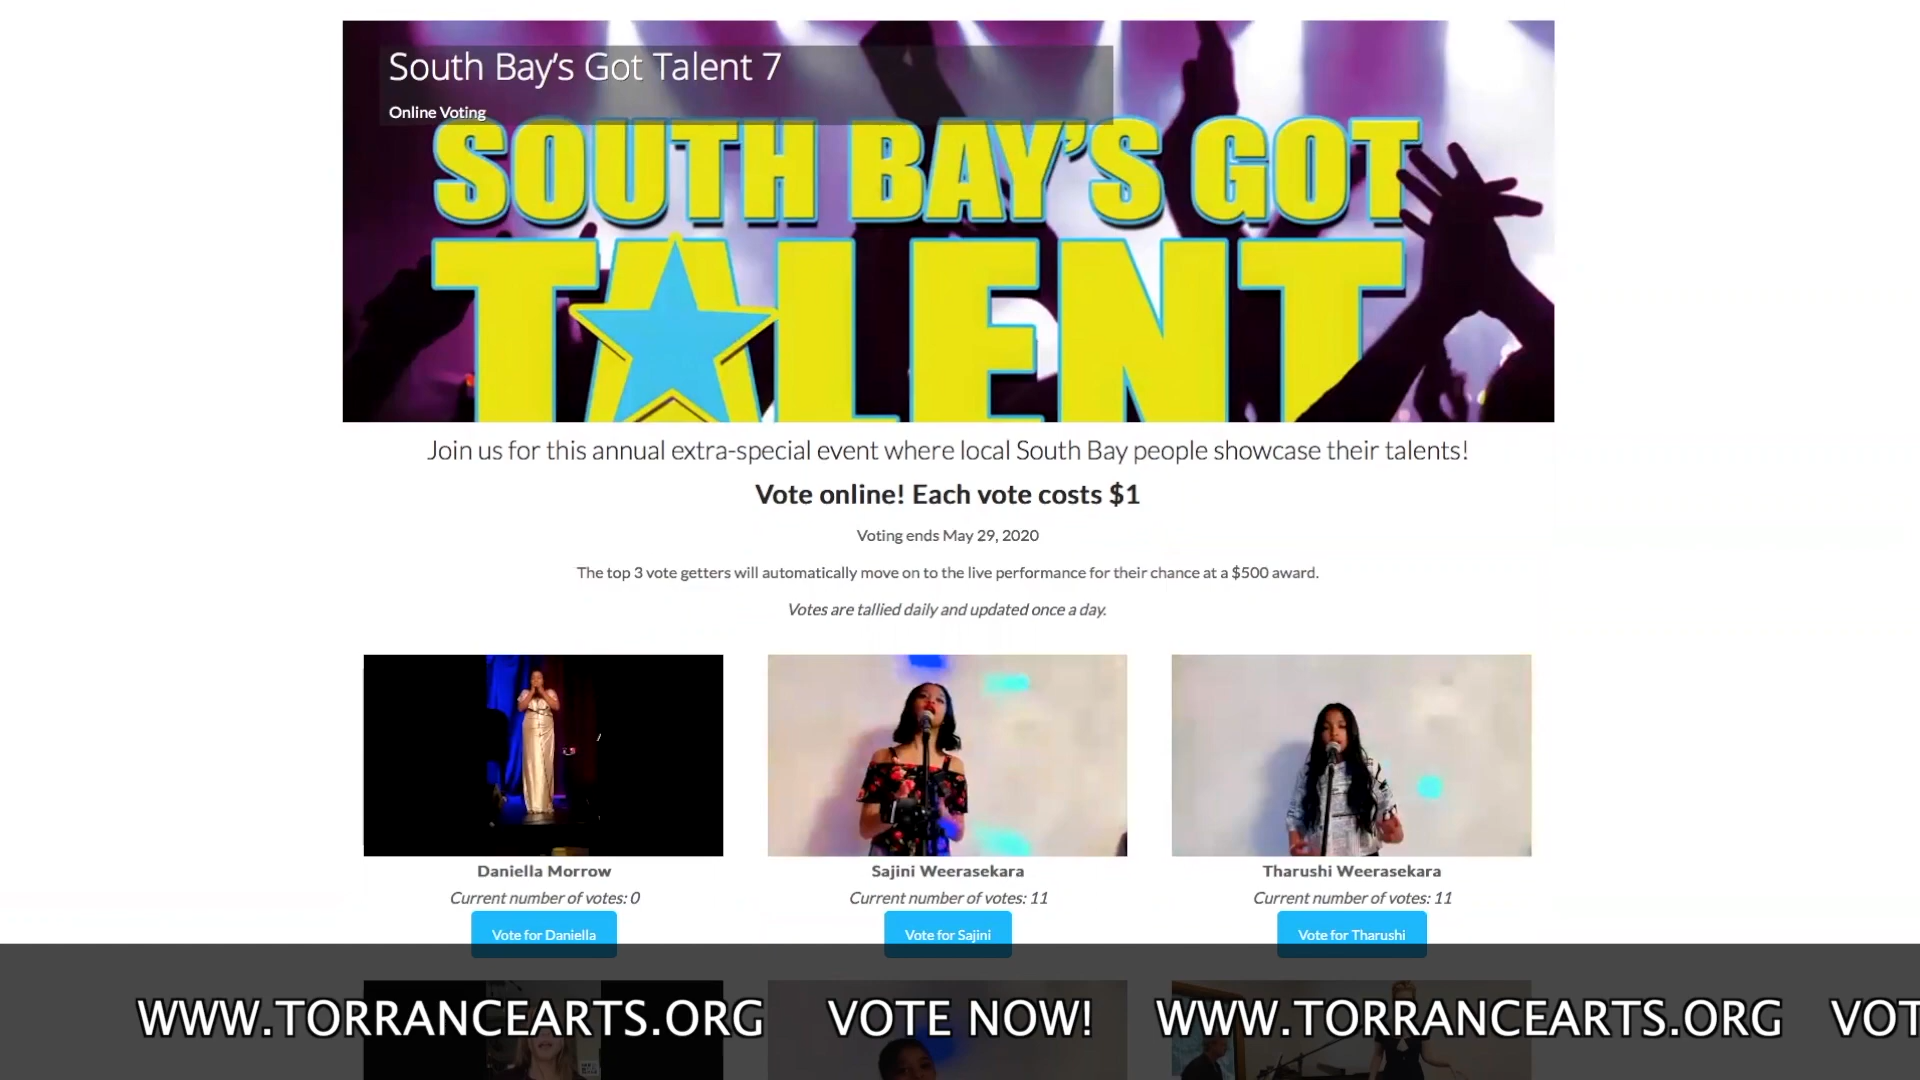 South Bay's Got Talent 7
Online Voting
SOUTH BAY'S GOT
TALENT
Join us for this annual extra-special event where local South Bay people showcase their talents!
Vote online! Each vote costs $1
Voting ends May 29, 2020
The top 3 vote getters will automatically move on to the live performance for their chance at a $500 award.
Votes are tallied daily and updated once a day.
Daniella Morrow
Current number of votes: 0
Vote for Daniella
Sajini Weerasekara
Current number of votes: 11
Vote for Sajini
Tharushi Weerasekara
Current number of votes: 11
Vote for Tharushi
WWW.TORRANCEARTS.ORG VOTE NOW! WWW.TORRANCEARTS.ORG VOT